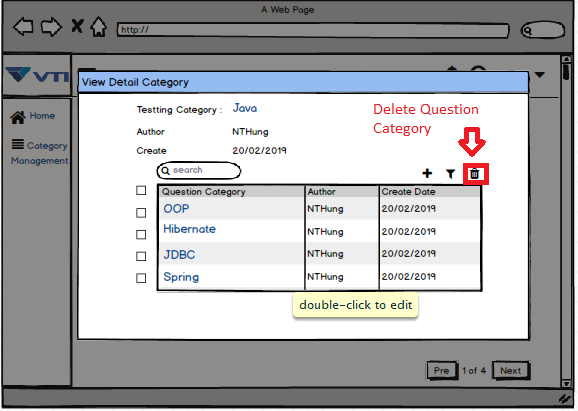 A Web Page
http://
VTI
View Detail Category
Home
Category
Management
Testting Category : Java
Author NTHung
Create 20/02/2019
Delete Question
Category
search
Question Category Author Create Date
OOP NTHung 20/02/2019
Hibernate NTHung 20/02/2019
JDBC NTHung 20/02/2019
Spring NTHung 20/02/2019
double-click to edit
Pre 1 of 4 Next